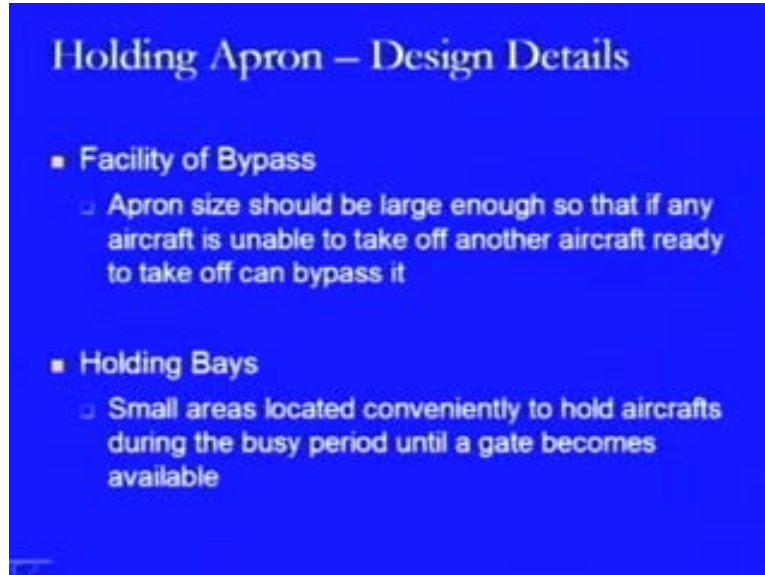 Holding Apron – Design Details
Facility of Bypass
Apron size should be large enough so that if any
aircraft is unable to take off another aircraft ready
to take off can bypass it
Holding Bays
Small areas located conveniently to hold aircrafts
during the busy period until a gate becomes
available